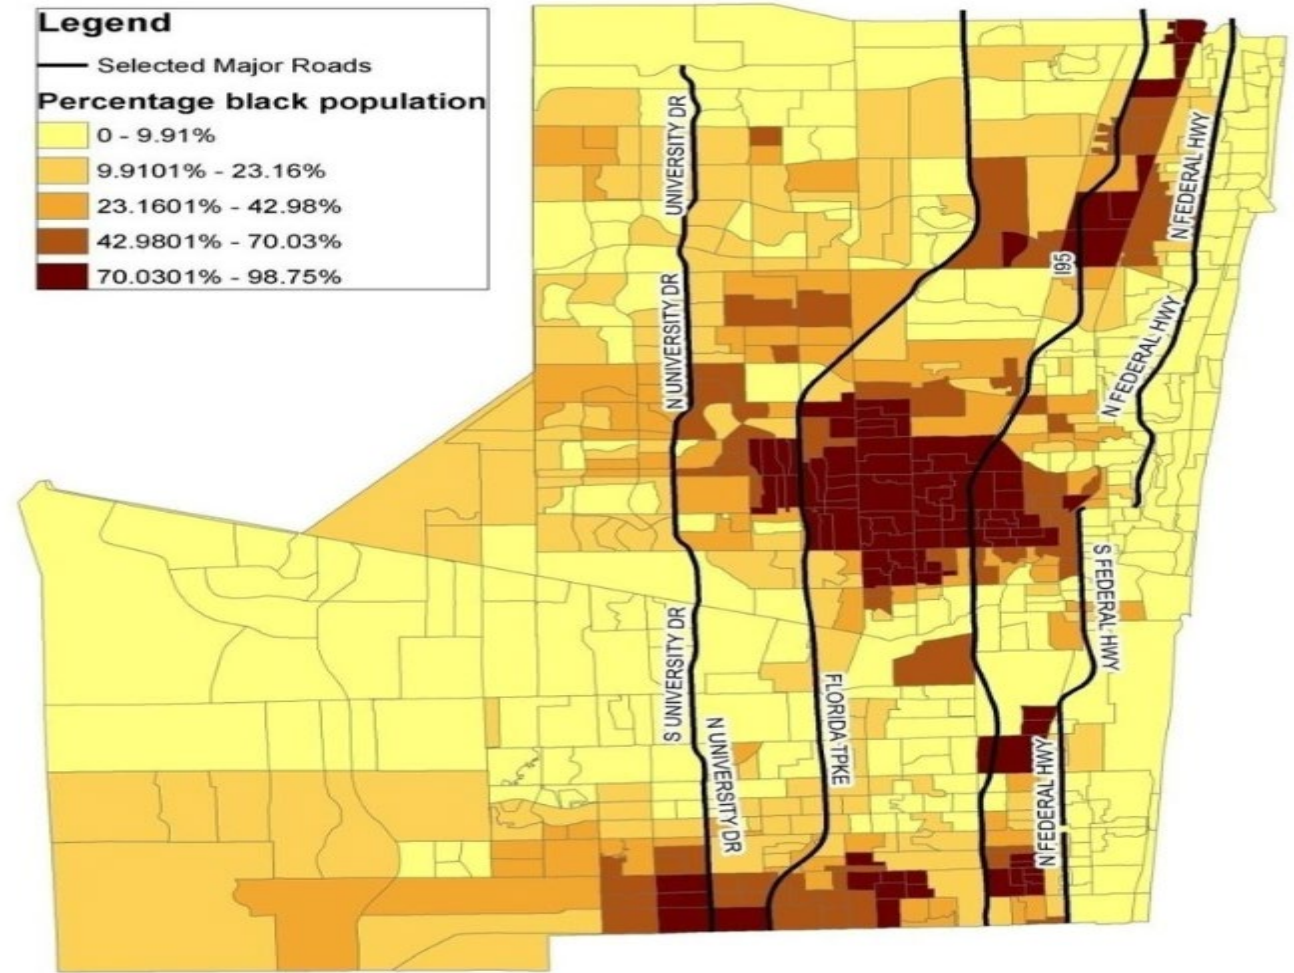 Legend
Selected Major Roads
Percentage black population
0 - 9.91%
9.9101% - 23.16%
23.1601% - 42.98%
42.9801% - 70.03%
70.0301% - 98.75%
UNIVERSITY DR
N FEDERAL HWY
I95
N UNIVERSITY DR
N FEDERAL HWY
S FEDERAL HWY
S UNIVERSITY DR
FLORIDA TPKE
N UNIVERSITY DR
N FEDERAL HWY